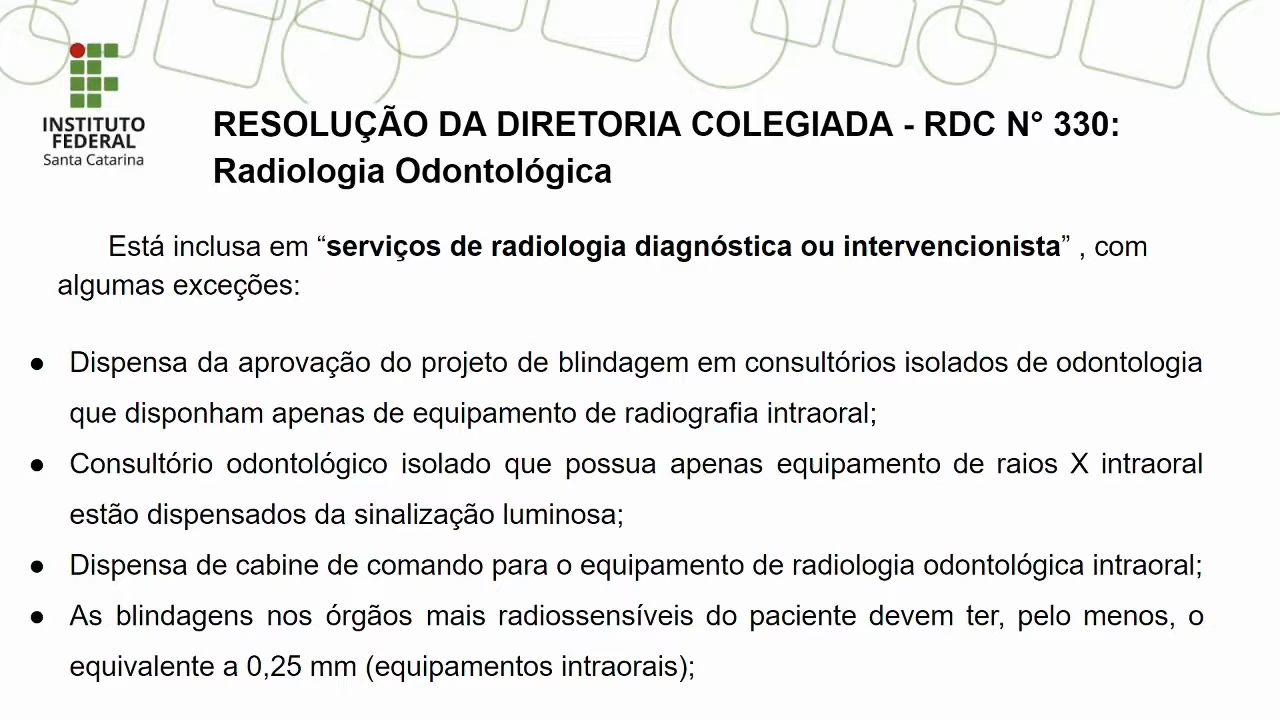 INSTITUTO
FEDERAL
Santa Catarina
RESOLUÇÃO DA DIRETORIA COLEGIADA - RDC N° 330:
Radiologia Odontológica
Está inclusa em “serviços de radiologia diagnóstica ou intervencionista” , com
algumas exceções:
● Dispensa da aprovação do projeto de blindagem em consultórios isolados de odontologia
que disponham apenas de equipamento de radiografia intraoral;
● Consultório odontológico isolado que possua apenas equipamento de raios X intraoral
estão dispensados da sinalização luminosa;
● Dispensa de cabine de comando para o equipamento de radiologia odontológica intraoral;
● As blindagens nos órgãos mais radiossensíveis do paciente devem ter, pelo menos, o
equivalente a 0,25 mm (equipamentos intraorais);